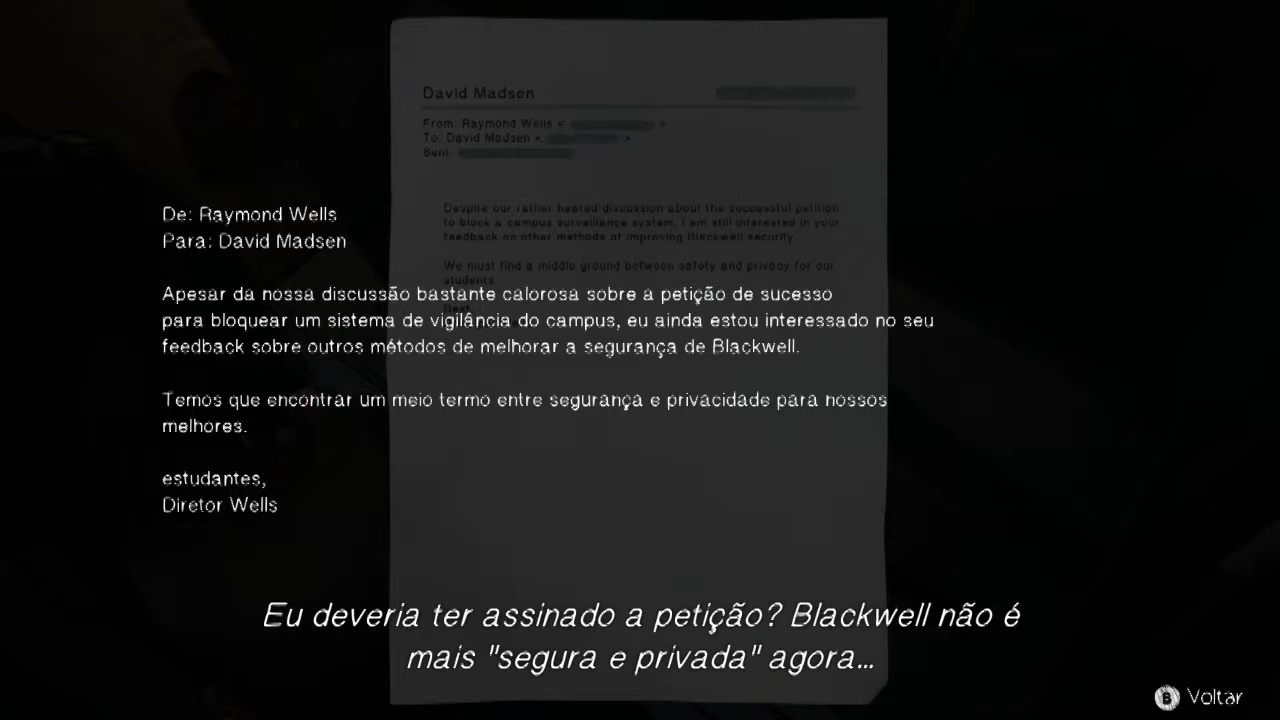 David Madsen
From: Raymond Wells < >
To: David Madsen < >
Sent:
Despite our rather heated discussion about the successful petition
to block a campus surveillance system, I am still interested in your
feedback on other methods of improving Blackwell security.
We must find a middle ground between safety and privacy for our
students.
De: Raymond Wells
Para: David Madsen
Apesar da nossa discussão bastante calorosa sobre a petição de sucesso
para bloquear um sistema de vigilância do campus, eu ainda estou interessado no seu
feedback sobre outros métodos de melhorar a segurança de Blackwell.
Temos que encontrar um meio termo entre segurança e privacidade para nossos
melhores.
estudantes,
Diretor Wells
Eu deveria ter assinado a petição? Blackwell não é
mais "segura e privada" agora...
B Voltar